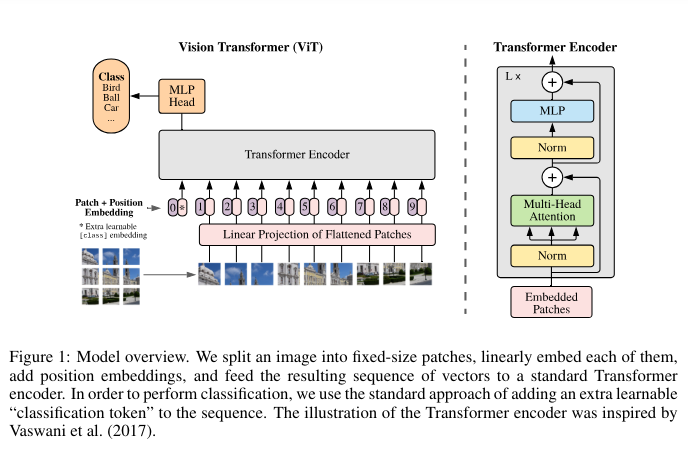 Vision Transformer (ViT)
Class
Bird
Ball
Car
...
MLP
Head
Transformer Encoder
Patch + Position
Embedding
* Extra learnable
[class] embedding
0 * 1 2 3 4 5 6 7 8 9
Linear Projection of Flattened Patches
Transformer Encoder
L x
+
MLP
Norm
+
Multi-Head
Attention
Norm
Embedded
Patches
Figure 1: Model overview. We split an image into fixed-size patches, linearly embed each of them,
add position embeddings, and feed the resulting sequence of vectors to a standard Transformer
encoder. In order to perform classification, we use the standard approach of adding an extra learnable
“classification token” to the sequence. The illustration of the Transformer encoder was inspired by
Vaswani et al. (2017).